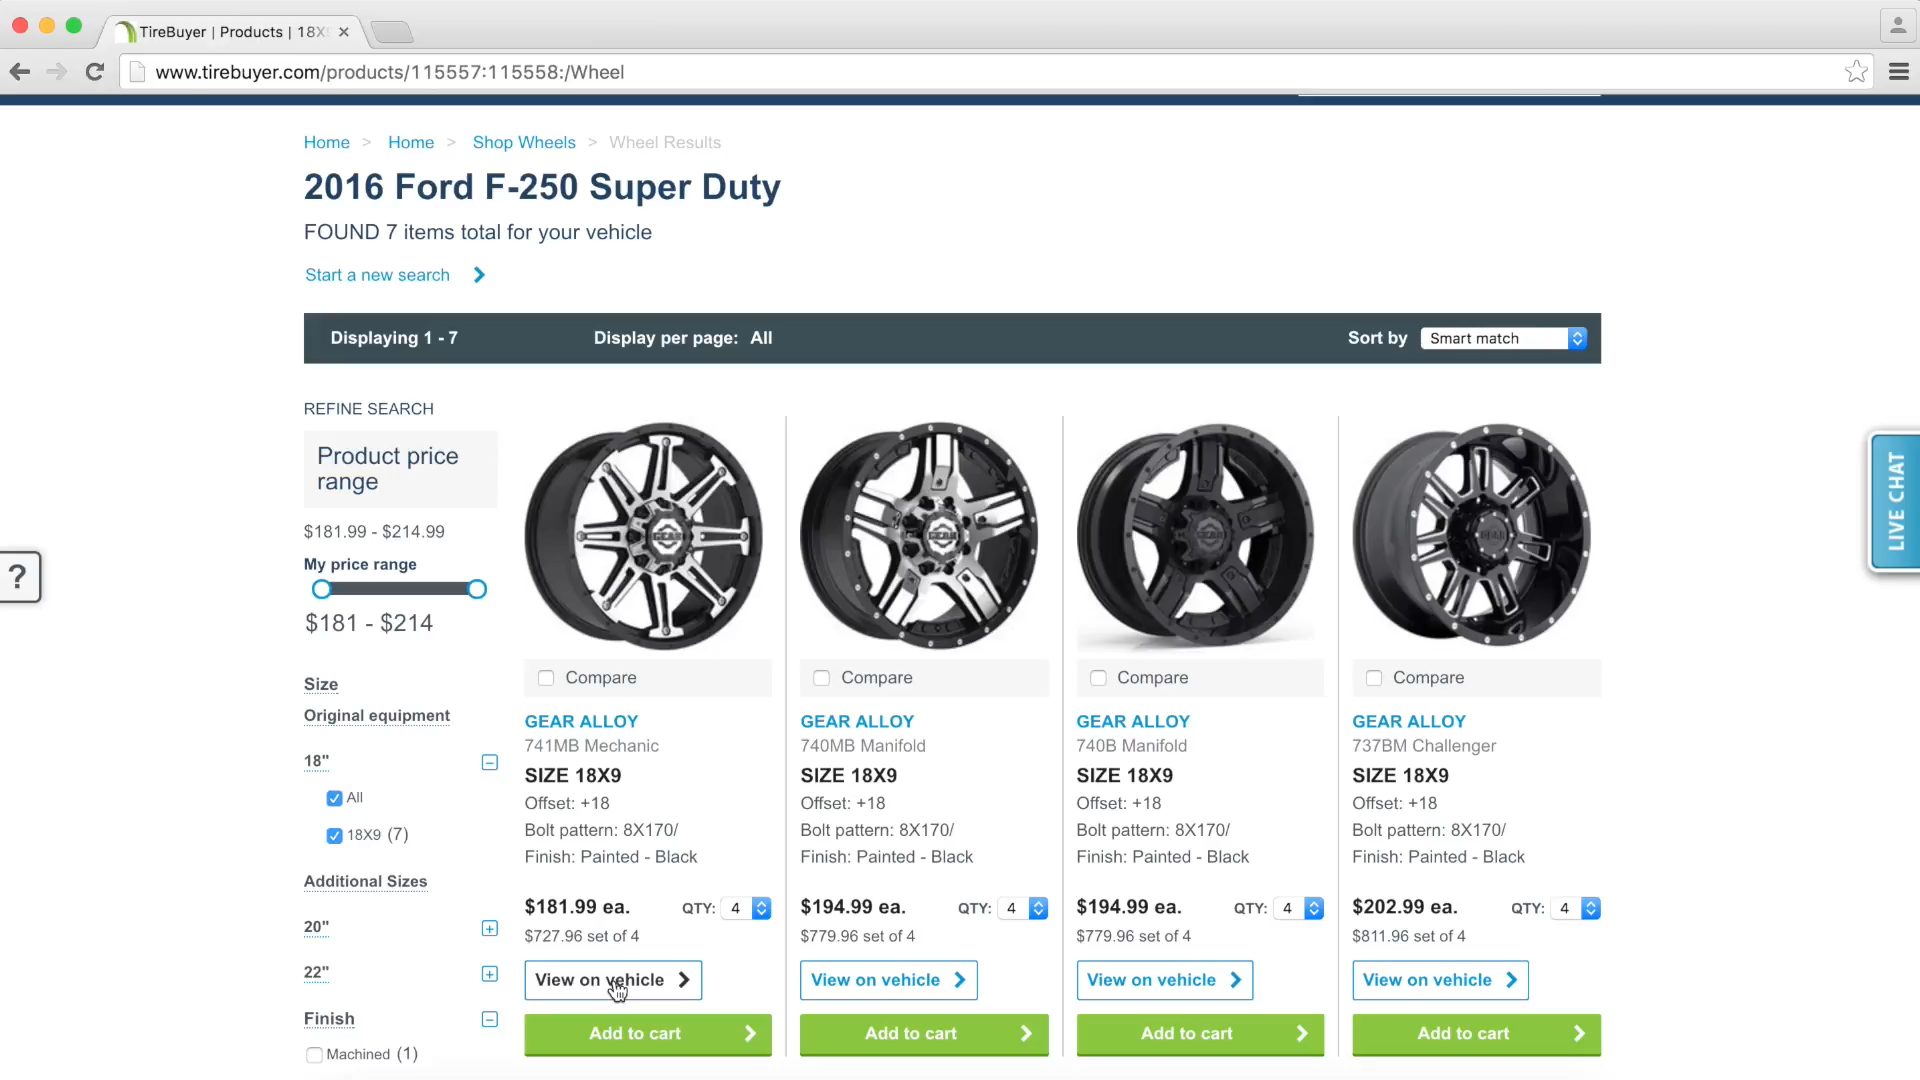 TireBuyer | Products | 18X9
www.tirebuyer.com/products/115557:115558:/Wheel
Home > Home > Shop Wheels > Wheel Results
2016 Ford F-250 Super Duty
FOUND 7 items total for your vehicle
Start a new search
Displaying 1 - 7 Display per page: All Sort by Smart match
REFINE SEARCH
Product price
range
$181.99 - $214.99
My price range
$181 - $214
Size
Original equipment
18"
All
18X9 (7)
Additional Sizes
20"
22"
Finish
Machined (1)
GEAR
Compare
GEAR ALLOY
741MB Mechanic
SIZE 18X9
Offset: +18
Bolt pattern: 8X170/
Finish: Painted - Black
$181.99 ea. QTY: 4
$727.96 set of 4
View on vehicle
Add to cart
GEAR
Compare
GEAR ALLOY
740MB Manifold
SIZE 18X9
Offset: +18
Bolt pattern: 8X170/
Finish: Painted - Black
$194.99 ea. QTY: 4
$779.96 set of 4
View on vehicle
Add to cart
GEAR
Compare
GEAR ALLOY
740B Manifold
SIZE 18X9
Offset: +18
Bolt pattern: 8X170/
Finish: Painted - Black
$194.99 ea. QTY: 4
$779.96 set of 4
View on vehicle
Add to cart
GEAR
Compare
GEAR ALLOY
737BM Challenger
SIZE 18X9
Offset: +18
Bolt pattern: 8X170/
Finish: Painted - Black
$202.99 ea. QTY: 4
$811.96 set of 4
View on vehicle
Add to cart
LIVE CHAT
?